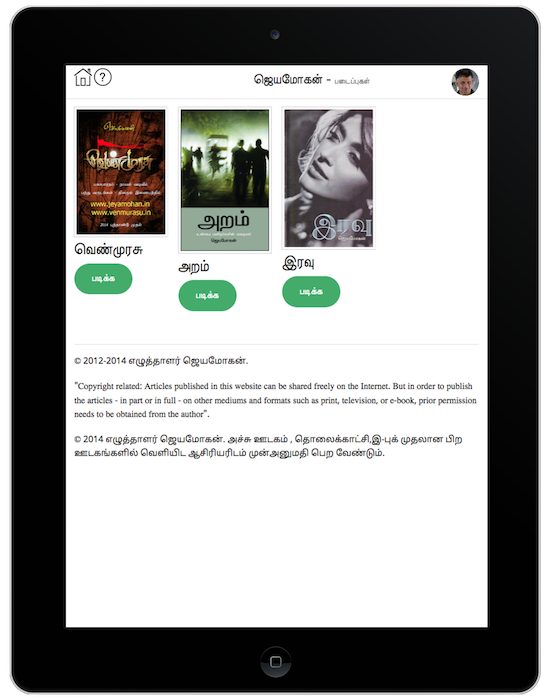 ?
ஜெயமோகன் - படைப்புகள்
வெண்முரசு
www.jeyamohan.in
www.venmurasu.in
வெண்முரசு
படிக்க
அறம்
ஜெயமோகன்
அறம்
படிக்க
இரவு
ஜெயமோகன்
இரவு
படிக்க
© 2012-2014 எழுத்தாளர் ஜெயமோகன்.
"Copyright related: Articles published in this website can be shared freely on the Internet. But in order to publish
the articles - in part or in full - on other mediums and formats such as print, television, or e-book, prior permission
needs to be obtained from the author".
© 2014 எழுத்தாளர் ஜெயமோகன். அச்சு ஊடகம் , தொலைக்காட்சி,இ-புக் முதலான பிற
ஊடகங்களில் வெளியிட ஆசிரியரிடம் முன்அனுமதி பெற வேண்டும்.